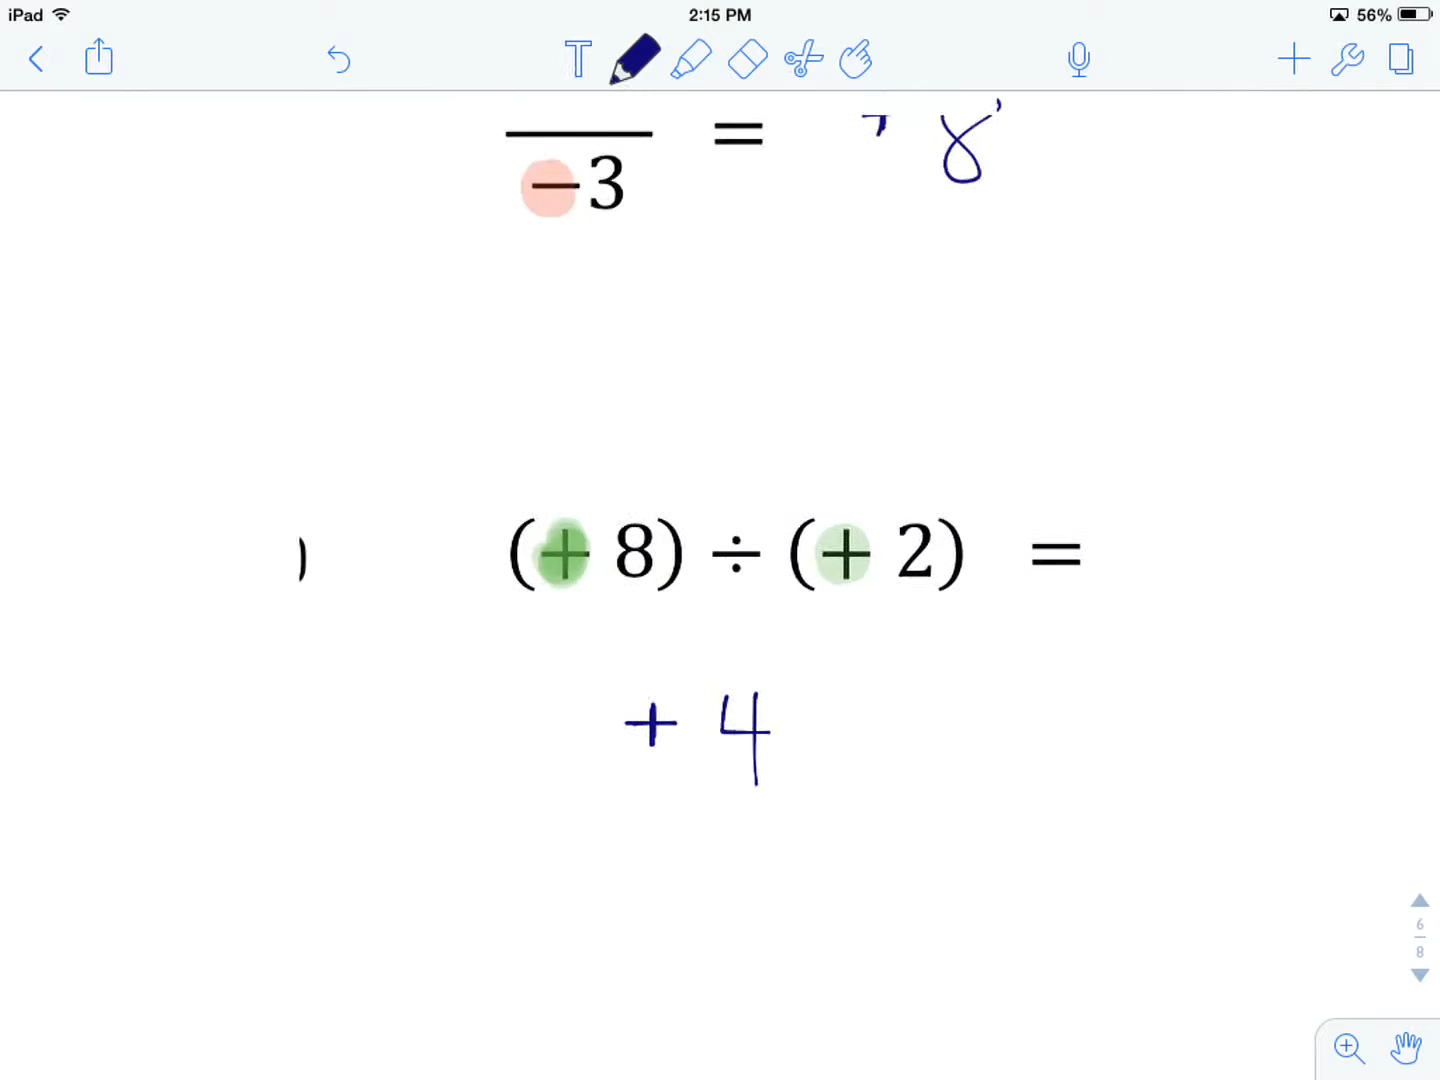 iPad 2:15 PM 56%
T
= 8
−3
) (+ 8) ÷ (+ 2) =
+ 4
6
8